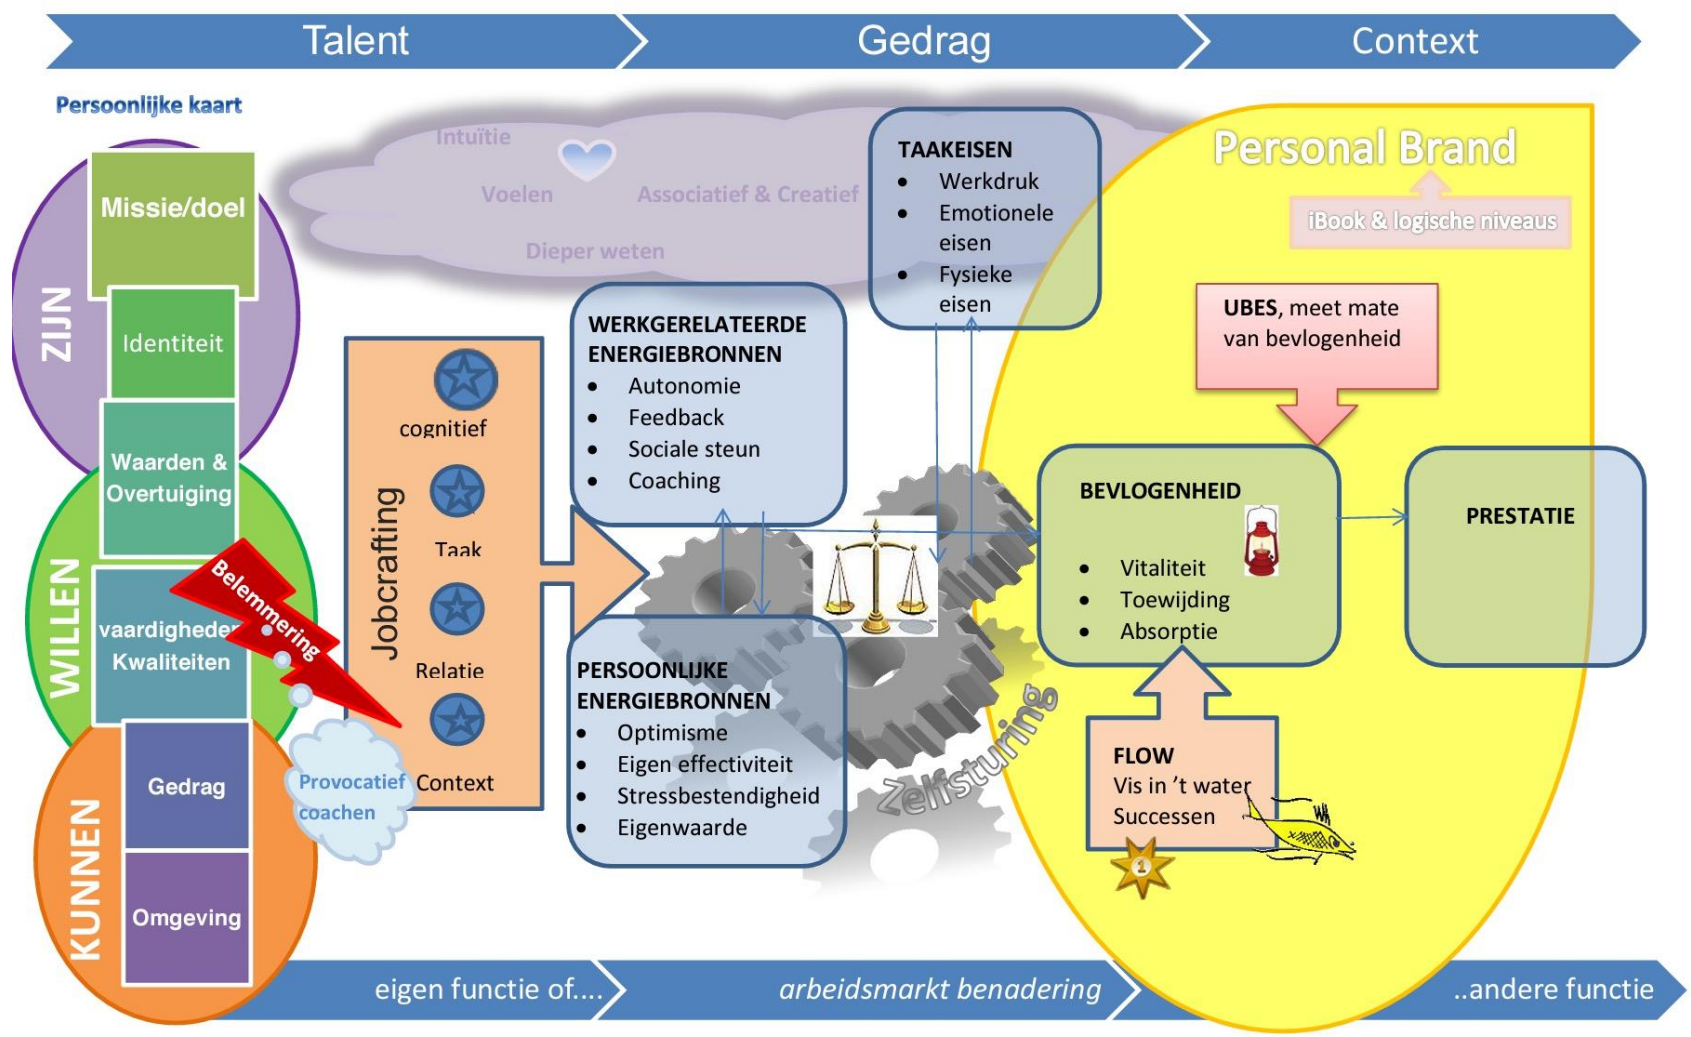 Talent
Gedrag
Context
Persoonlijke kaart
ZIJN
Missie/doel
Identiteit
Waarden &
Overtuiging
WILLEN
vaardigheden
Kwaliteiten
Belemmering
KUNNEN
Gedrag
Omgeving
Provocatief
coachen
Intuïtie
Voelen
Associatief & Creatief
Dieper weten
Jobcrafting
cognitief
Taak
Relatie
Context
WERKGERELATEERDE
ENERGIEBRONNEN
• Autonomie
• Feedback
• Sociale steun
• Coaching
PERSOONLIJKE
ENERGIEBRONNEN
• Optimisme
• Eigen effectiviteit
• Stressbestendigheid
• Eigenwaarde
TAAKEISEN
• Werkdruk
• Emotionele
eisen
• Fysieke
eisen
Zelfsturing
Personal Brand
iBook & logische niveaus
UBES, meet mate
van bevlogenheid
BEVLOGENHEID
• Vitaliteit
• Toewijding
• Absorptie
PRESTATIE
FLOW
Vis in ’t water
Successen
1
eigen functie of....
arbeidsmarkt benadering
..andere functie